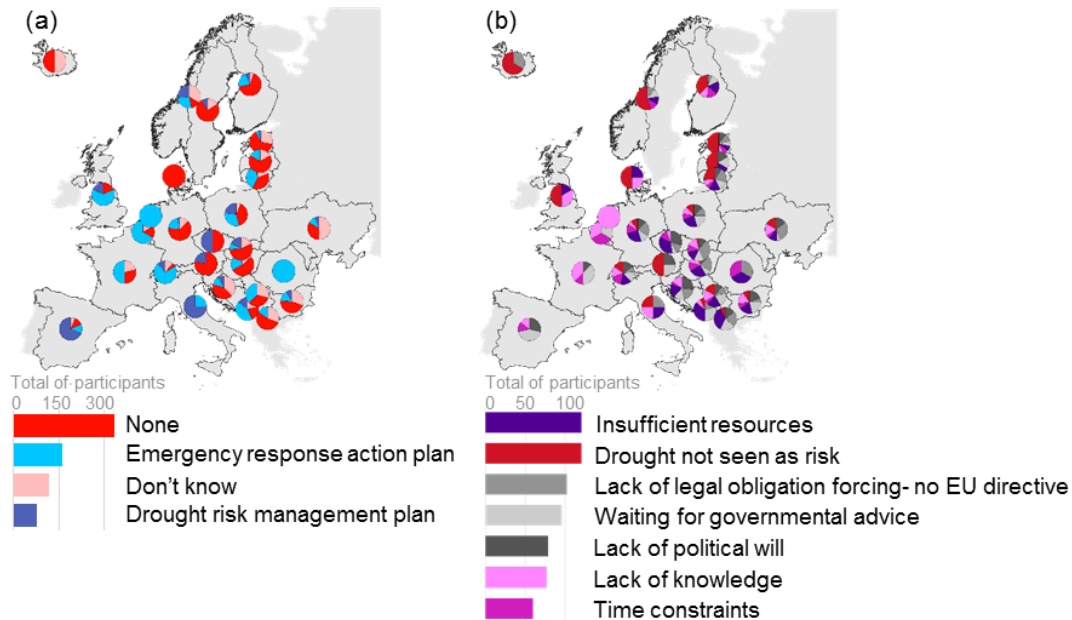 (a)
(b)
Total of participants
0 150 300
None
Emergency response action plan
Don't know
Drought risk management plan
Total of participants
0 50 100
Insufficient resources
Drought not seen as risk
Lack of legal obligation forcing- no EU directive
Waiting for governmental advice
Lack of political will
Lack of knowledge
Time constraints